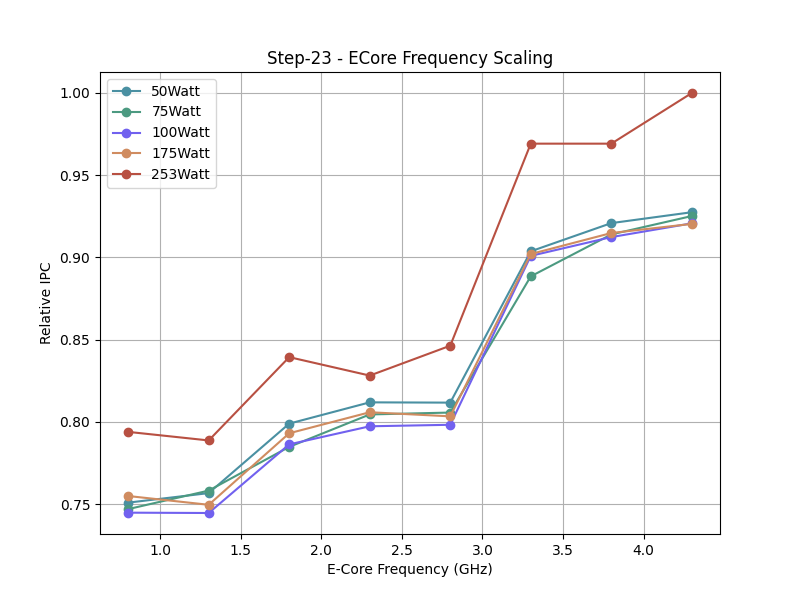 Step-23 - ECore Frequency Scaling
50Watt
75Watt
100Watt
175Watt
253Watt
Relative IPC
1.00
0.95
0.90
0.85
0.80
0.75
1.0 1.5 2.0 2.5 3.0 3.5 4.0
E-Core Frequency (GHz)